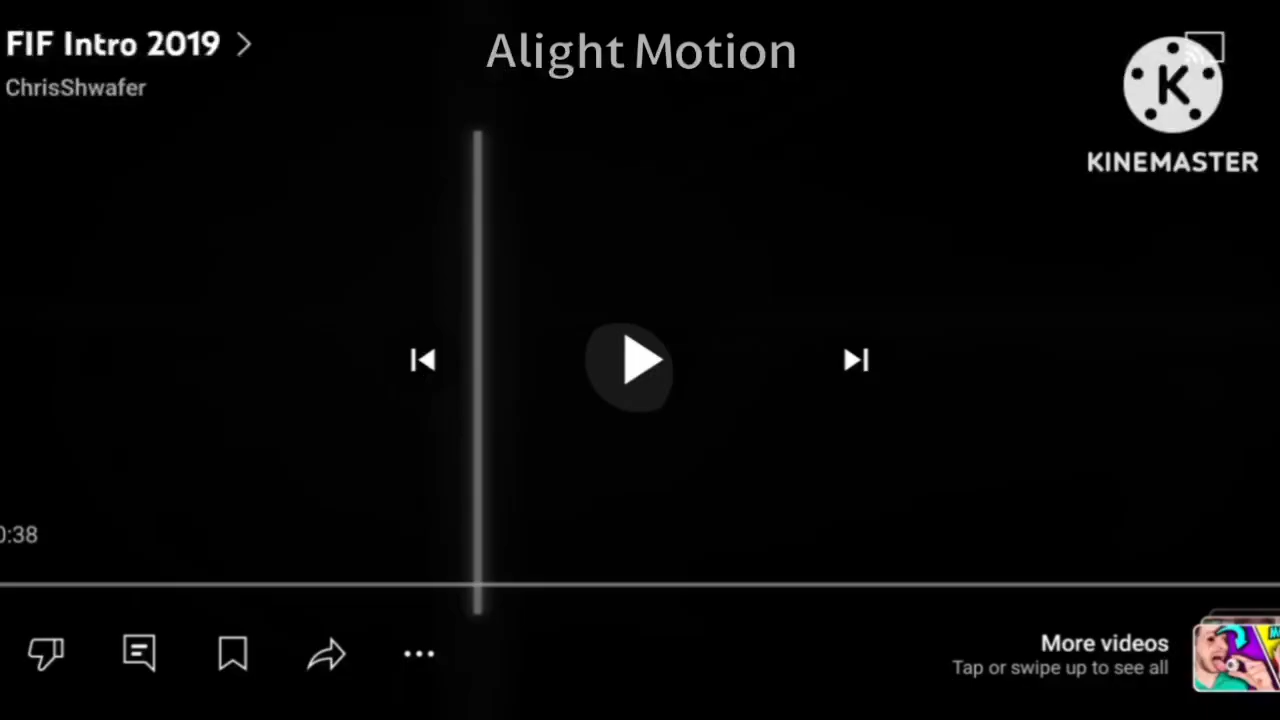 FIF Intro 2019
ChrisShwafer
Alight Motion
K
KINEMASTER
0:38
More videos
Tap or swipe up to see all